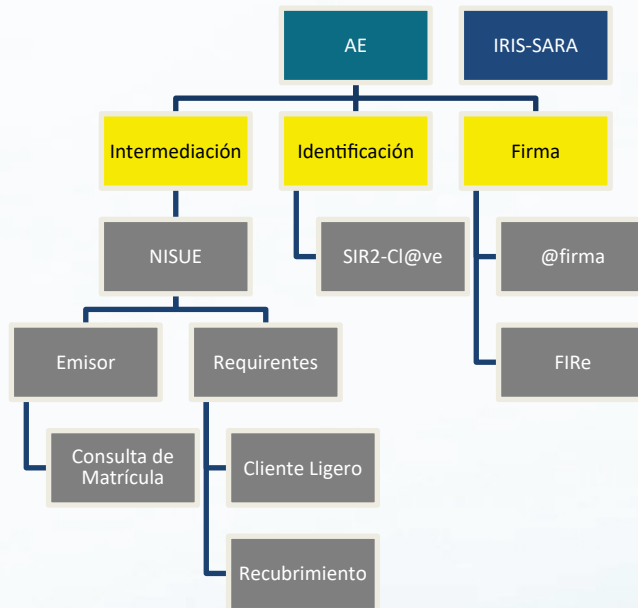 AE
IRIS-SARA
Intermediación
Identificación
Firma
NISUE
SIR2-Cl@ve
@firma
Emisor
Requirentes
FIRe
Consulta de
Matrícula
Cliente Ligero
Recubrimiento